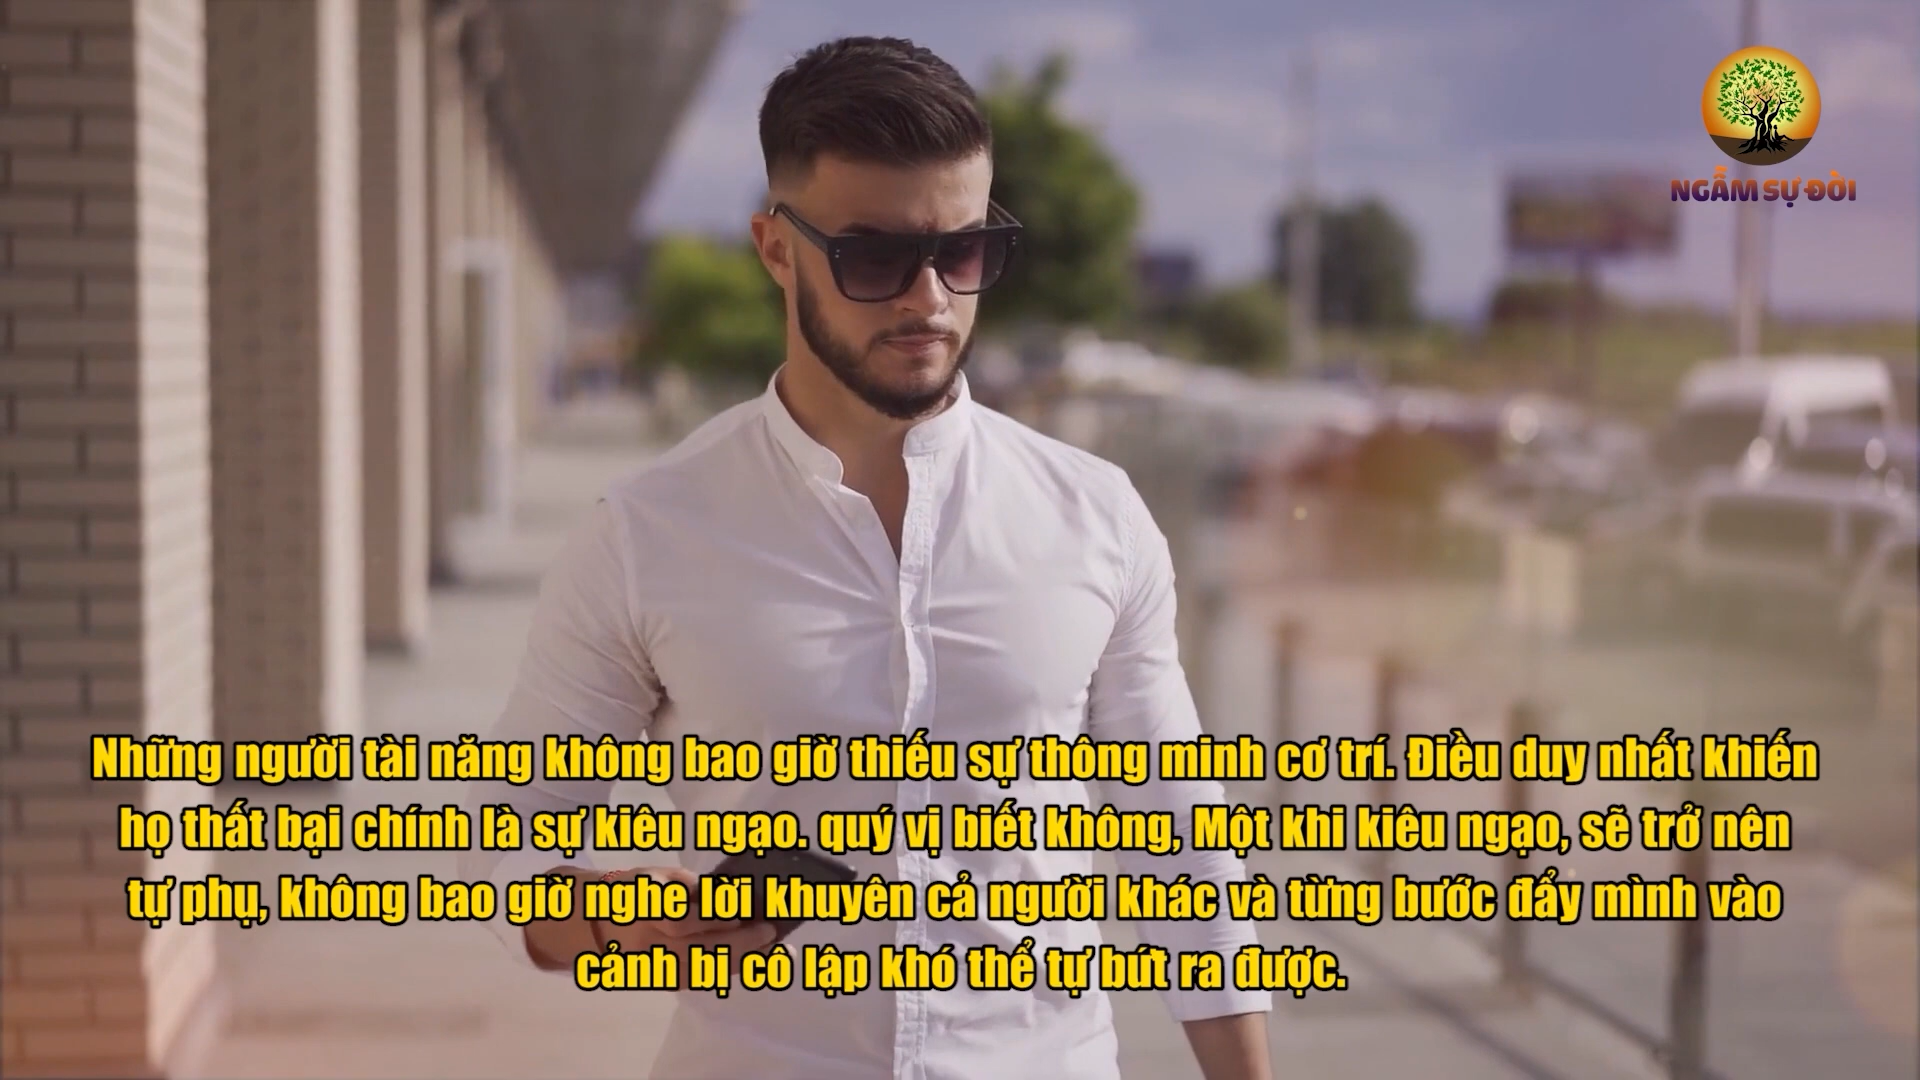 NGẪM SỰ ĐỜI
Những người tài năng không bao giờ thiếu sự thông minh cơ trí. Điều duy nhất khiến
họ thất bại chính là sự kiêu ngạo. quý vị biết không, Một khi kiêu ngạo, sẽ trở nên
tự phụ, không bao giờ nghe lời khuyên cả người khác và từng bước đẩy mình vào
cảnh bị cô lập khó thể tự bứt ra được.